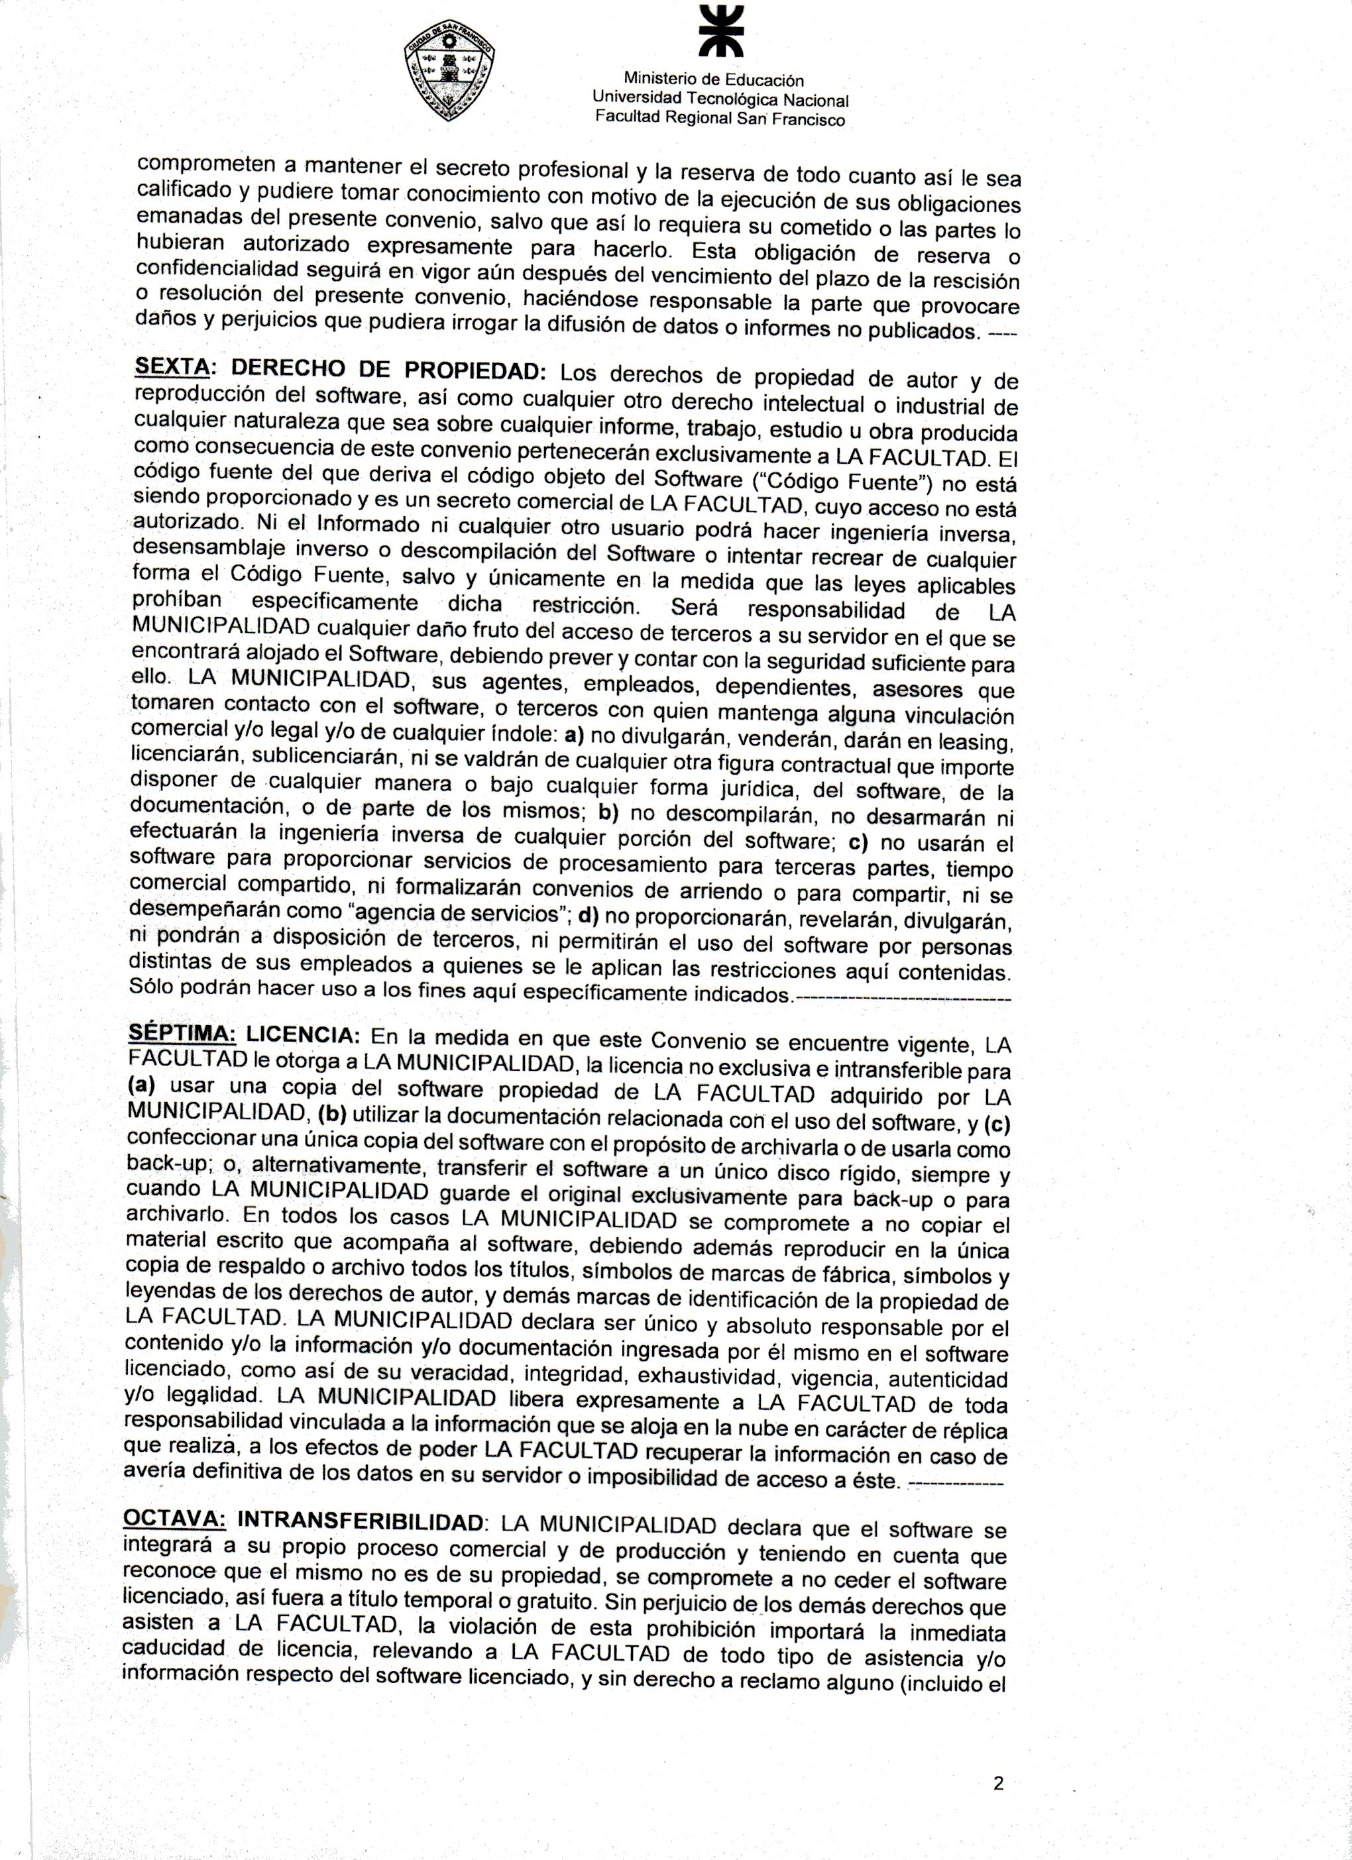 CIUDAD DE SAN FRANCISCO
Ministerio de Educación
Universidad Tecnológica Nacional
Facultad Regional San Francisco
comprometen a mantener el secreto profesional y la reserva de todo cuanto así le sea
calificado y pudiere tomar conocimiento con motivo de la ejecución de sus obligaciones
emanadas del presente convenio, salvo que así lo requiera su cometido o las partes lo
hubieran autorizado expresamente para hacerlo. Esta obligación de reserva o
confidencialidad seguirá en vigor aún después del vencimiento del plazo de la rescisión
o resolución del presente convenio, haciéndose responsable la parte que provocare
daños y perjuicios que pudiera irrogar la difusión de datos o informes no publicados. ----
SEXTA: DERECHO DE PROPIEDAD: Los derechos de propiedad de autor y de
reproducción del software, así como cualquier otro derecho intelectual o industrial de
cualquier naturaleza que sea sobre cualquier informe, trabajo, estudio u obra producida
como consecuencia de este convenio pertenecerán exclusivamente a LA FACULTAD. El
código fuente del que deriva el código objeto del Software (“Código Fuente”) no está
siendo proporcionado y es un secreto comercial de LA FACULTAD, cuyo acceso no está
autorizado. Ni el Informado ni cualquier otro usuario podrá hacer ingeniería inversa,
desensamblaje inverso o descompilación del Software o intentar recrear de cualquier
forma el Código Fuente, salvo y únicamente en la medida que las leyes aplicables
prohíban específicamente dicha restricción. Será responsabilidad de LA
MUNICIPALIDAD cualquier daño fruto del acceso de terceros a su servidor en el que se
encontrará alojado el Software, debiendo prever y contar con la seguridad suficiente para
ello. LA MUNICIPALIDAD, sus agentes, empleados, dependientes, asesores que
tomaren contacto con el software, o terceros con quien mantenga alguna vinculación
comercial y/o legal y/o de cualquier índole: a) no divulgarán, venderán, darán en leasing,
licenciarán, sublicenciarán, ni se valdrán de cualquier otra figura contractual que importe
disponer de cualquier manera o bajo cualquier forma jurídica, del software, de la
documentación, o de parte de los mismos; b) no descompilarán, no desarmarán ni
efectuarán la ingeniería inversa de cualquier porción del software; c) no usarán el
software para proporcionar servicios de procesamiento para terceras partes, tiempo
comercial compartido, ni formalizarán convenios de arriendo o para compartir, ni se
desempeñarán como “agencia de servicios”; d) no proporcionarán, revelarán, divulgarán,
ni pondrán a disposición de terceros, ni permitirán el uso del software por personas
distintas de sus empleados a quienes se le aplican las restricciones aquí contenidas.
Sólo podrán hacer uso a los fines aquí específicamente indicados.-----------------------------
SÉPTIMA: LICENCIA: En la medida en que este Convenio se encuentre vigente, LA
FACULTAD le otorga a LA MUNICIPALIDAD, la licencia no exclusiva e intransferible para
(a) usar una copia del software propiedad de LA FACULTAD adquirido por LA
MUNICIPALIDAD, (b) utilizar la documentación relacionada con el uso del software, y (c)
confeccionar una única copia del software con el propósito de archivarla o de usarla como
back-up; o, alternativamente, transferir el software a un único disco rígido, siempre y
cuando LA MUNICIPALIDAD guarde el original exclusivamente para back-up o para
archivarlo. En todos los casos LA MUNICIPALIDAD se compromete a no copiar el
material escrito que acompaña al software, debiendo además reproducir en la única
copia de respaldo o archivo todos los títulos, símbolos de marcas de fábrica, símbolos y
leyendas de los derechos de autor, y demás marcas de identificación de la propiedad de
LA FACULTAD. LA MUNICIPALIDAD declara ser único y absoluto responsable por el
contenido y/o la información y/o documentación ingresada por él mismo en el software
licenciado, como así de su veracidad, integridad, exhaustividad, vigencia, autenticidad
y/o legalidad. LA MUNICIPALIDAD libera expresamente a LA FACULTAD de toda
responsabilidad vinculada a la información que se aloja en la nube en carácter de réplica
que realiza, a los efectos de poder LA FACULTAD recuperar la información en caso de
avería definitiva de los datos en su servidor o imposibilidad de acceso a éste. -------------
OCTAVA: INTRANSFERIBILIDAD: LA MUNICIPALIDAD declara que el software se
integrará a su propio proceso comercial y de producción y teniendo en cuenta que
reconoce que el mismo no es de su propiedad, se compromete a no ceder el software
licenciado, así fuera a título temporal o gratuito. Sin perjuicio de los demás derechos que
asisten a LA FACULTAD, la violación de esta prohibición importará la inmediata
caducidad de licencia, relevando a LA FACULTAD de todo tipo de asistencia y/o
información respecto del software licenciado, y sin derecho a reclamo alguno (incluido el
2